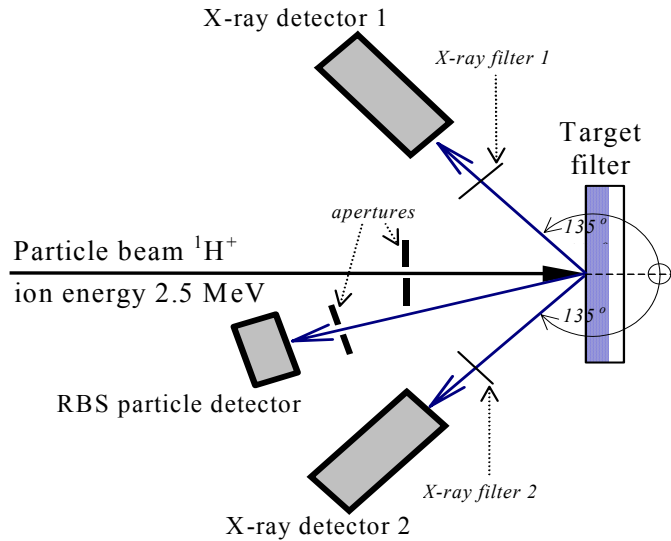 X-ray detector 1
X-ray filter 1
Target
filter
apertures
135°
Particle beam ¹H⁺
ion energy 2.5 MeV
135°
RBS particle detector
X-ray filter 2
X-ray detector 2